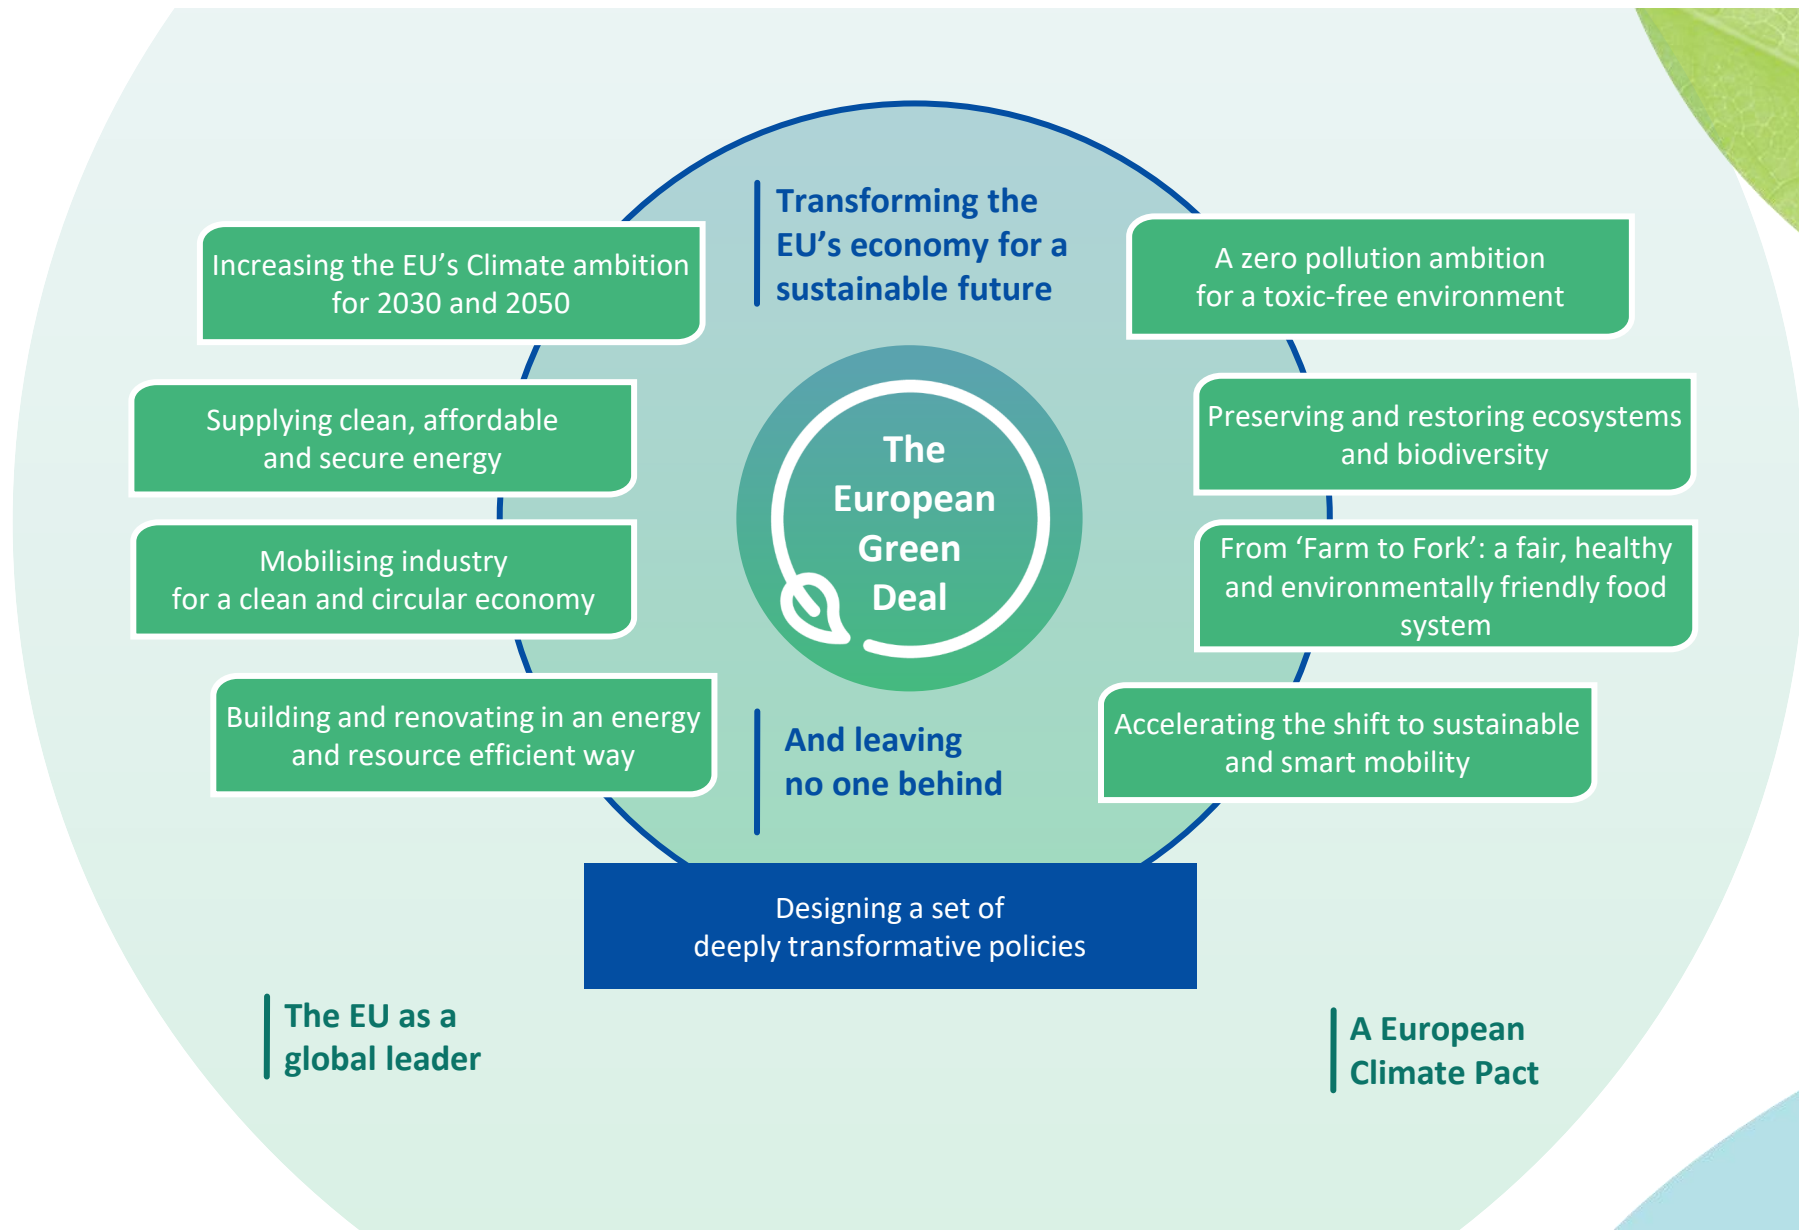 Transforming the
EU’s economy for a
sustainable future
Increasing the EU’s Climate ambition
for 2030 and 2050
Supplying clean, affordable
and secure energy
Mobilising industry
for a clean and circular economy
Building and renovating in an energy
and resource efficient way
The
European
Green
Deal
A zero pollution ambition
for a toxic-free environment
Preserving and restoring ecosystems
and biodiversity
From ‘Farm to Fork’: a fair, healthy
and environmentally friendly food
system
Accelerating the shift to sustainable
and smart mobility
And leaving
no one behind
Designing a set of
deeply transformative policies
The EU as a
global leader
A European
Climate Pact